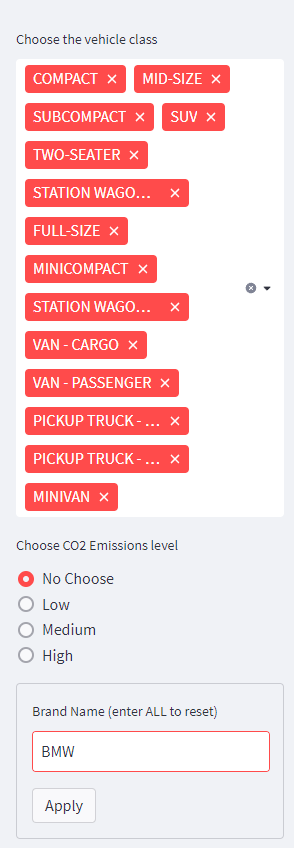 Choose the vehicle class
COMPACT × MID-SIZE ×
SUBCOMPACT × SUV ×
TWO-SEATER ×
STATION WAGO... ×
FULL-SIZE ×
MINICOMPACT ×
STATION WAGO... ×
VAN - CARGO ×
VAN - PASSENGER ×
PICKUP TRUCK - ... ×
PICKUP TRUCK - ... ×
MINIVAN ×
Choose CO2 Emissions level
No Choose
Low
Medium
High
Brand Name (enter ALL to reset)
BMW
Apply